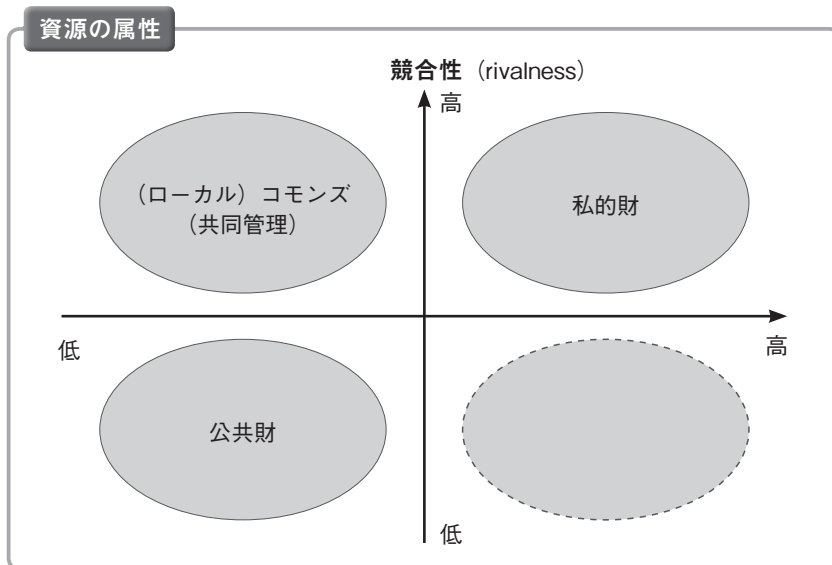 資源の属性
競合性（rivalness）
高
（ローカル）コモンズ
（共同管理）
私的財
低
高
公共財
低